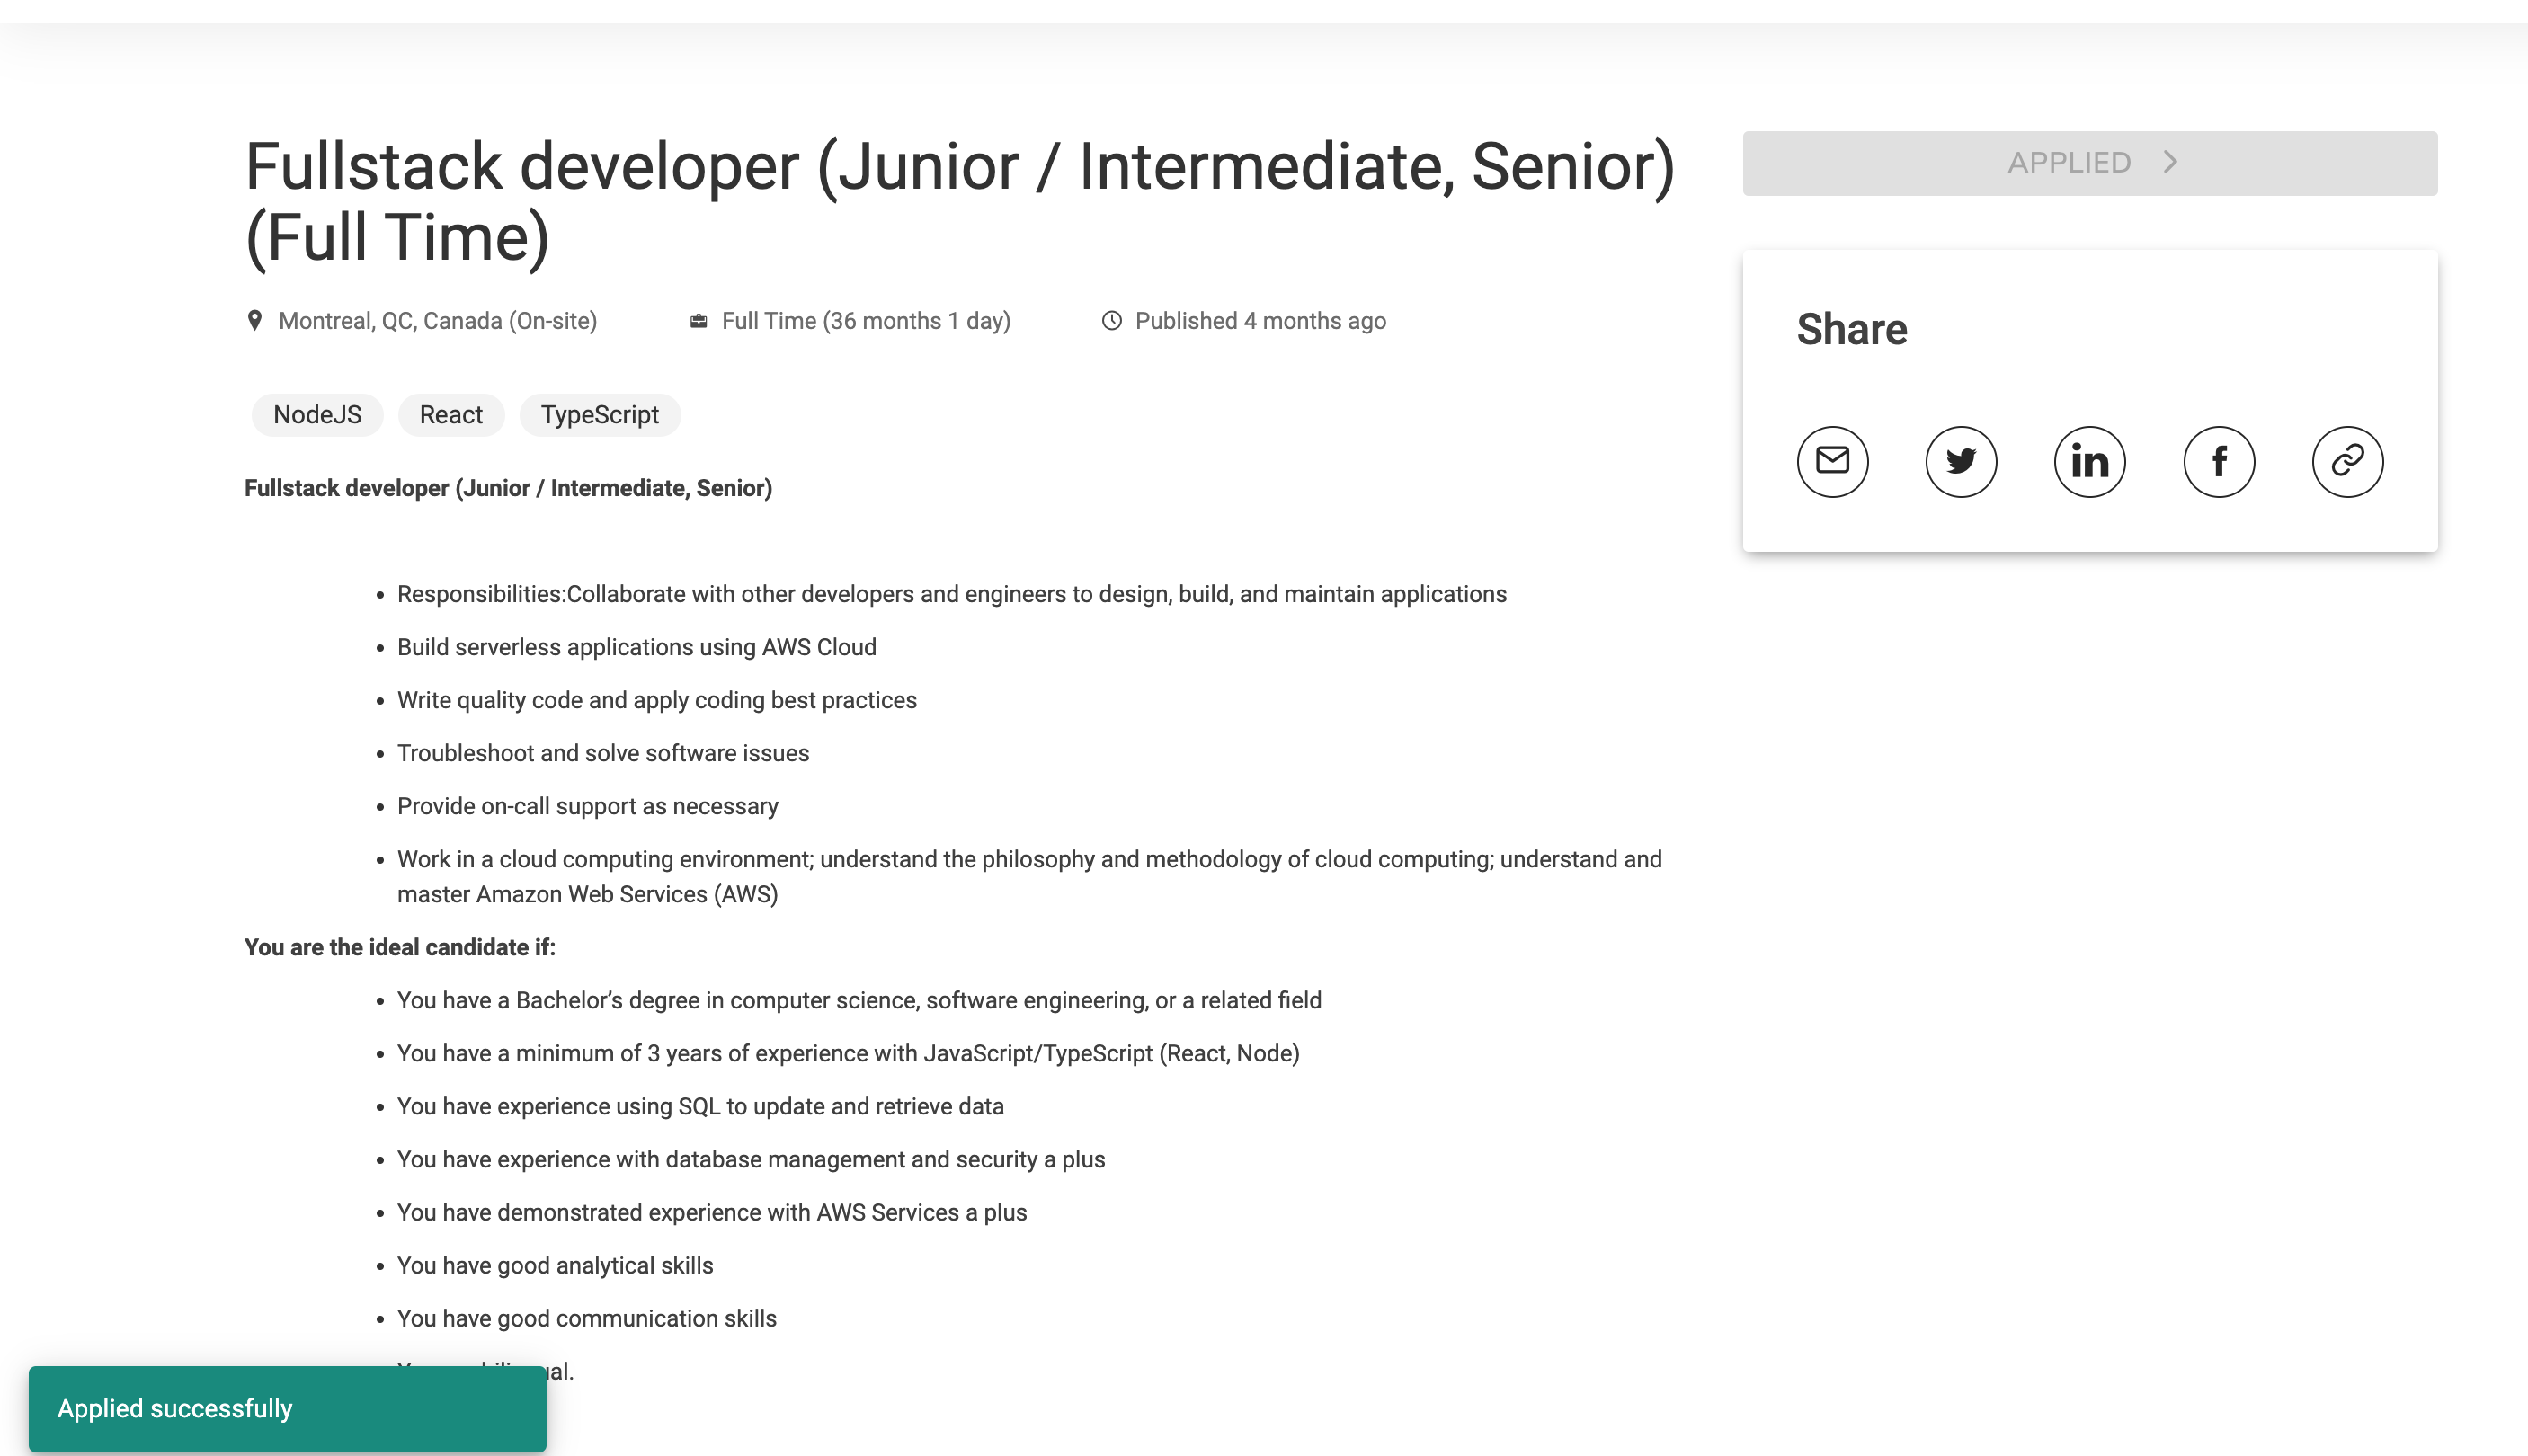 Fullstack developer (Junior / Intermediate, Senior)
(Full Time)
APPLIED
Montreal, QC, Canada (On-site)
Full Time (36 months 1 day)
Published 4 months ago
Share
NodeJS
React
TypeScript
Fullstack developer (Junior / Intermediate, Senior)
Responsibilities:Collaborate with other developers and engineers to design, build, and maintain applications
Build serverless applications using AWS Cloud
Write quality code and apply coding best practices
Troubleshoot and solve software issues
Provide on-call support as necessary
Work in a cloud computing environment; understand the philosophy and methodology of cloud computing; understand and
master Amazon Web Services (AWS)
You are the ideal candidate if:
You have a Bachelor’s degree in computer science, software engineering, or a related field
You have a minimum of 3 years of experience with JavaScript/TypeScript (React, Node)
You have experience using SQL to update and retrieve data
You have experience with database management and security a plus
You have demonstrated experience with AWS Services a plus
You have good analytical skills
You have good communication skills
Applied successfully